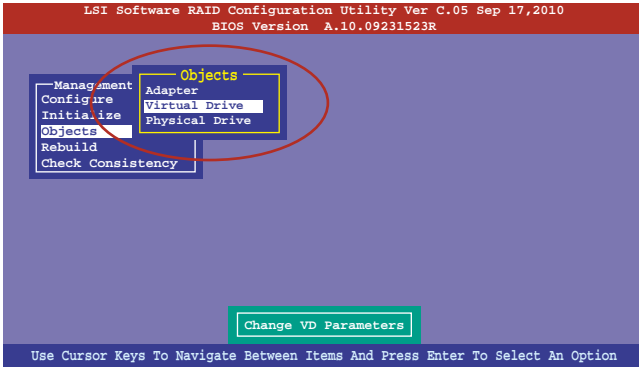 LSI Software RAID Configuration Utility Ver C.05 Sep 17,2010
BIOS Version A.10.09231523R
Management
Configure
Initialize
Objects
Rebuild
Check Consistency
Objects
Adapter
Virtual Drive
Physical Drive
Change VD Parameters
Use Cursor Keys To Navigate Between Items And Press Enter To Select An Option